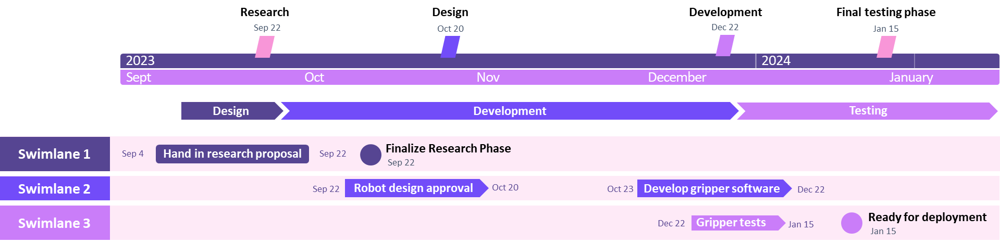 Research
Sep 22
Design
Oct 20
Development
Dec 22
Final testing phase
Jan 15
2023
2024
Sept
Oct
Nov
December
January
Design
Development
Testing
Swimlane 1
Sep 4
Hand in research proposal
Sep 22
Finalize Research Phase
Sep 22
Swimlane 2
Sep 22
Robot design approval
Oct 20
Oct 23
Develop gripper software
Dec 22
Swimlane 3
Dec 22
Gripper tests
Jan 15
Ready for deployment
Jan 15